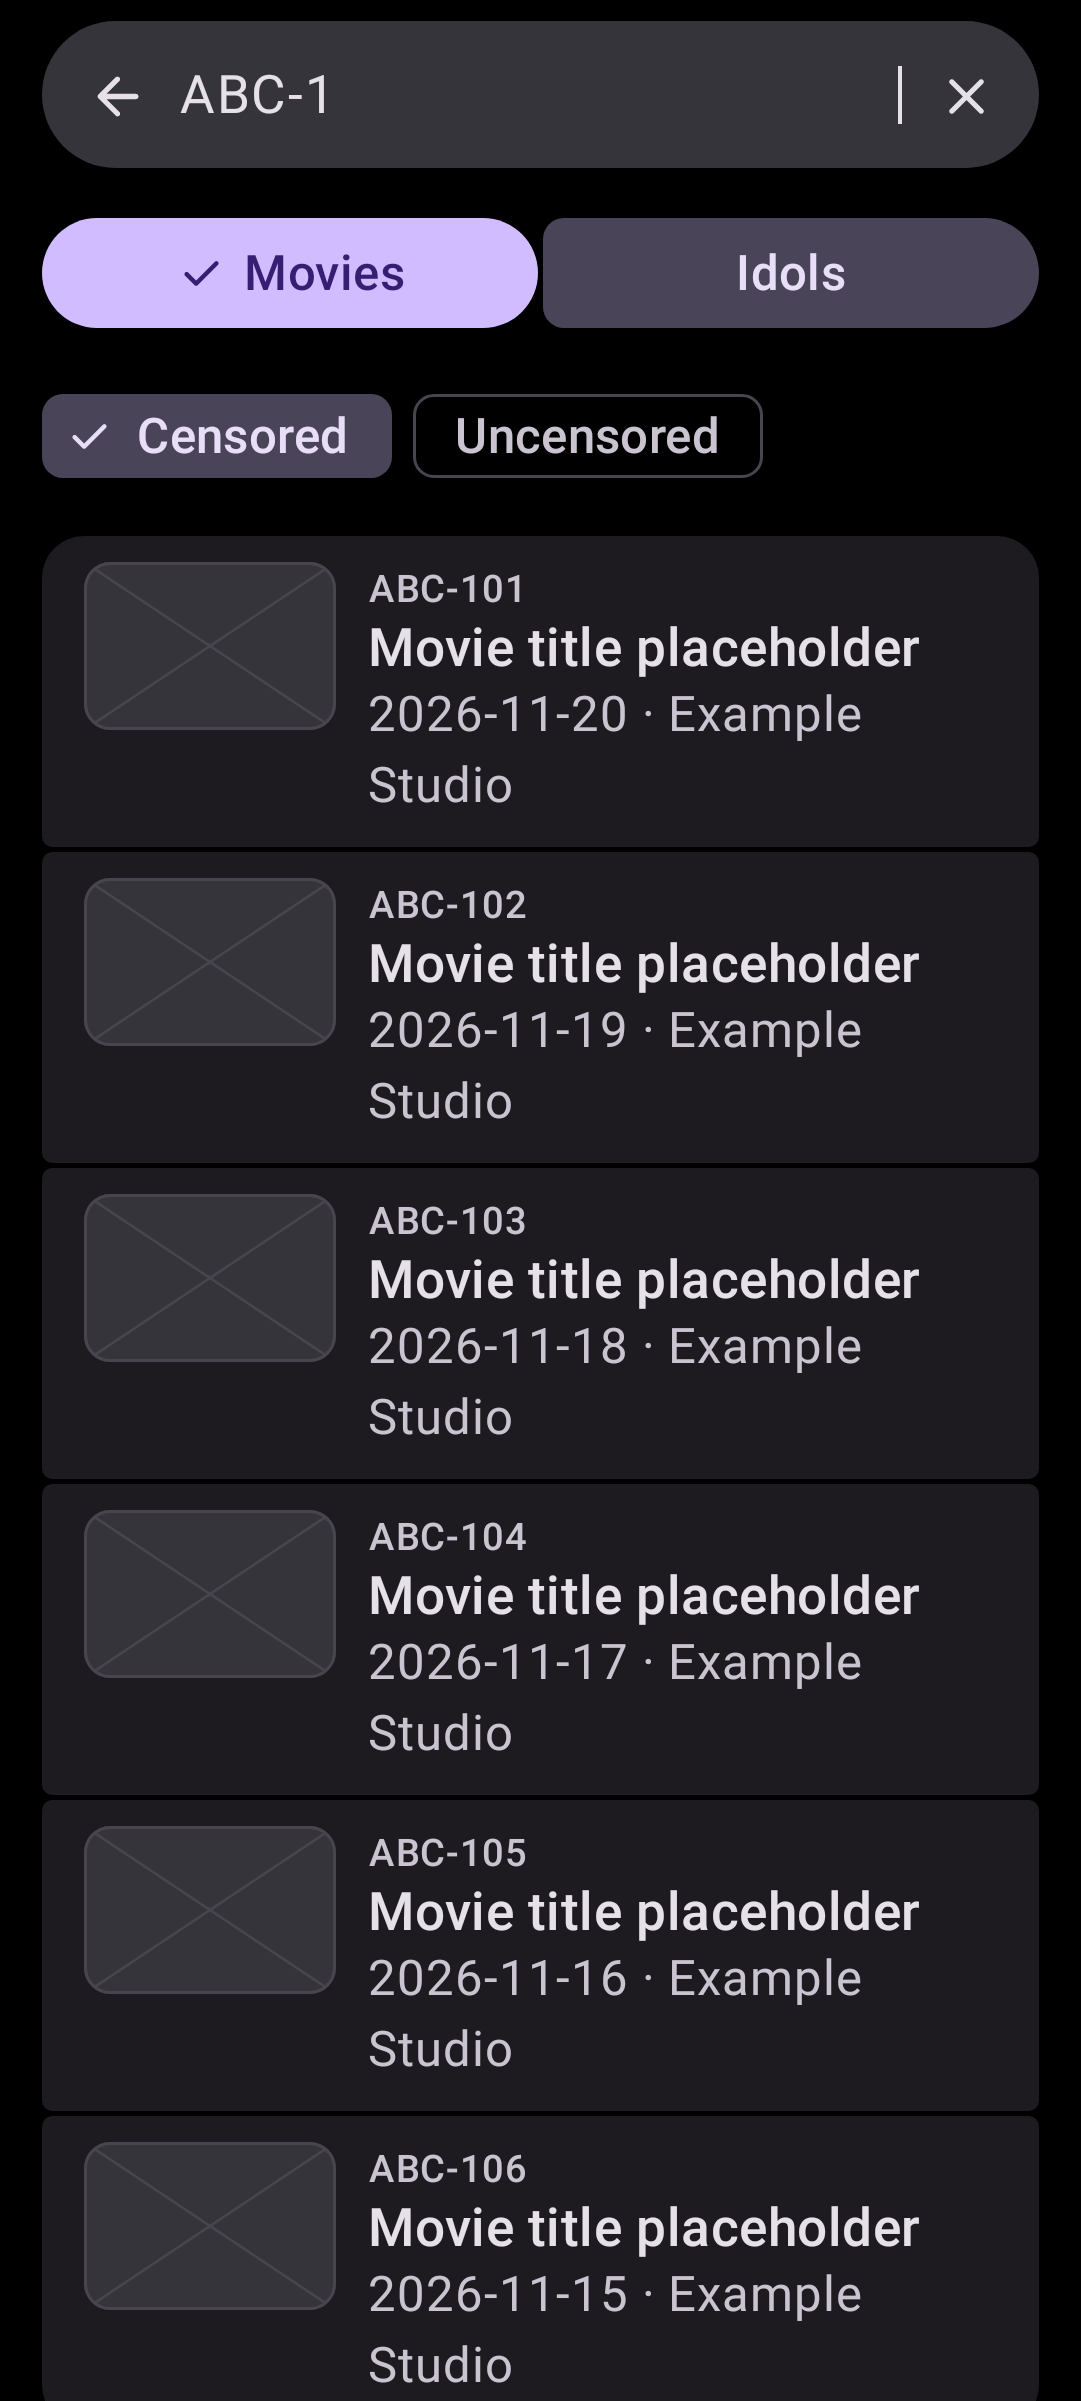 ABC-1
Movies
Idols
Censored
Uncensored
ABC-101
Movie title placeholder
2026-11-20 · Example
Studio
ABC-102
Movie title placeholder
2026-11-19 · Example
Studio
ABC-103
Movie title placeholder
2026-11-18 · Example
Studio
ABC-104
Movie title placeholder
2026-11-17 · Example
Studio
ABC-105
Movie title placeholder
2026-11-16 · Example
Studio
ABC-106
Movie title placeholder
2026-11-15 · Example
Studio